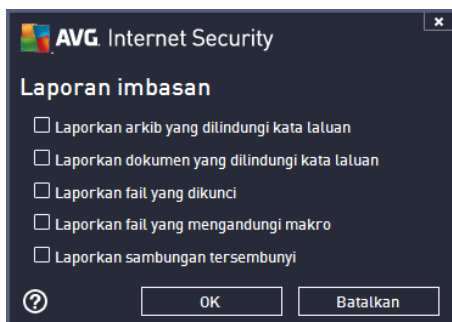 AVG. Internet Security
Laporan imbasan
Laporkan arkib yang dilindungi kata laluan
Laporkan dokumen yang dilindungi kata laluan
Laporkan fail yang dikunci
Laporkan fail yang mengandungi makro
Laporkan sambungan tersembunyi
OK
Batalkan